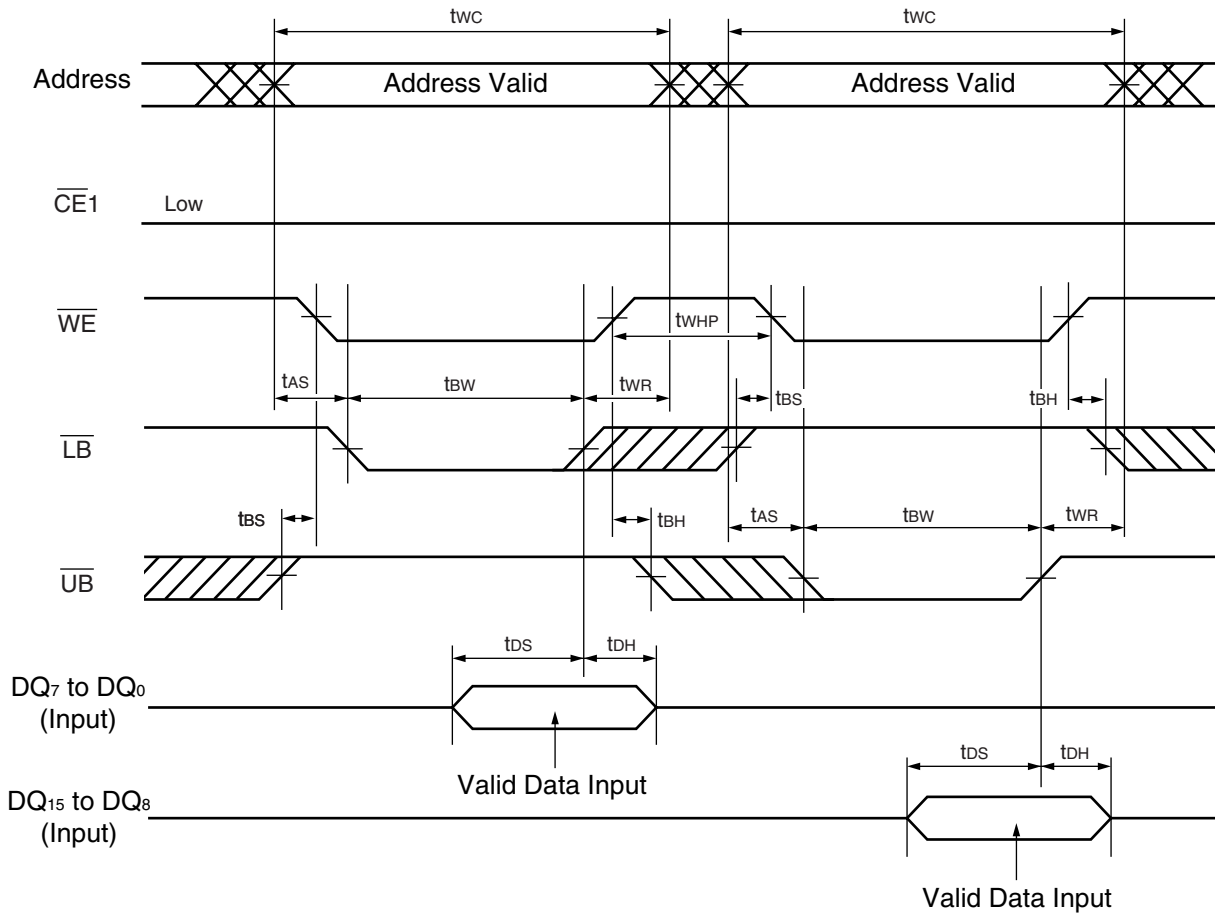 tWC tWC
Address Address Valid Address Valid
CE1 Low
WE
tWHP
tAS tBW tWR tBS tBH
LB
tBS tBH tAS tBW tWR
UB
tDS tDH
DQ7 to DQ0
(Input)
Valid Data Input
tDS tDH
DQ15 to DQ8
(Input)
Valid Data Input